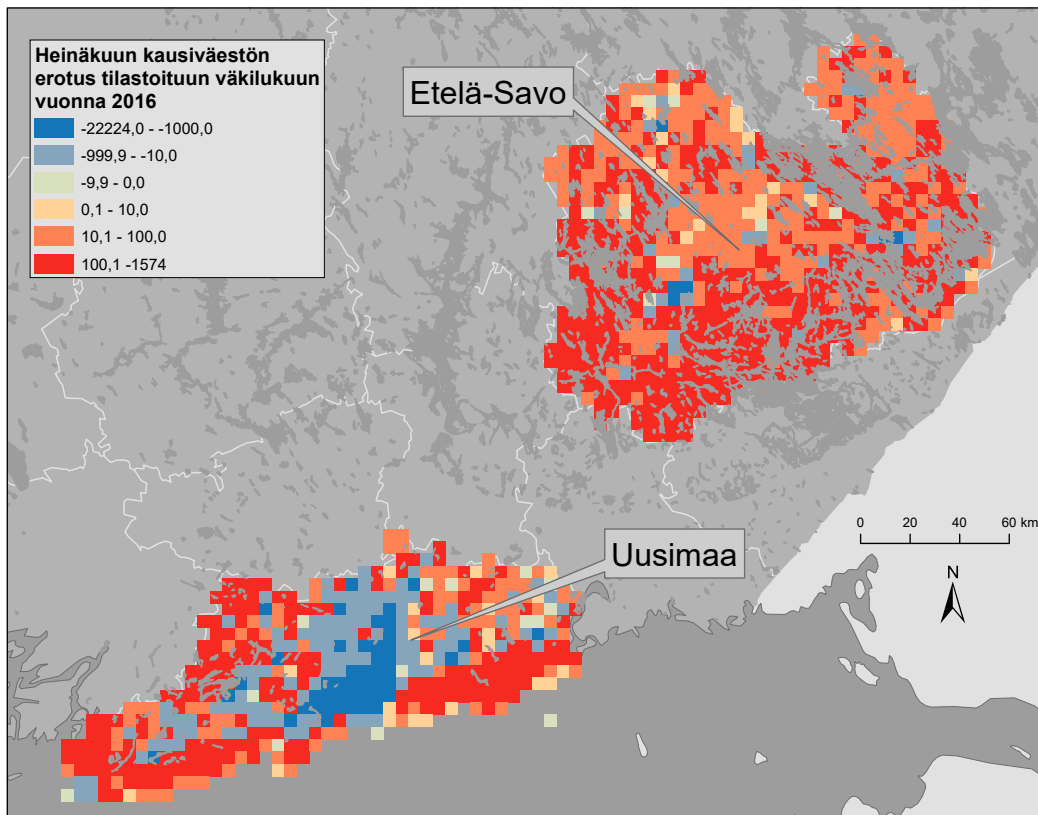 Heinäkuun kausiväestön
erotus tilastoituun väkilukuun
vuonna 2016
-22224,0 - -1000,0
-999,9 - -10,0
-9,9 - 0,0
0,1 - 10,0
10,1 - 100,0
100,1 -1574
Etelä-Savo
Uusimaa
0 20 40 60 km
N